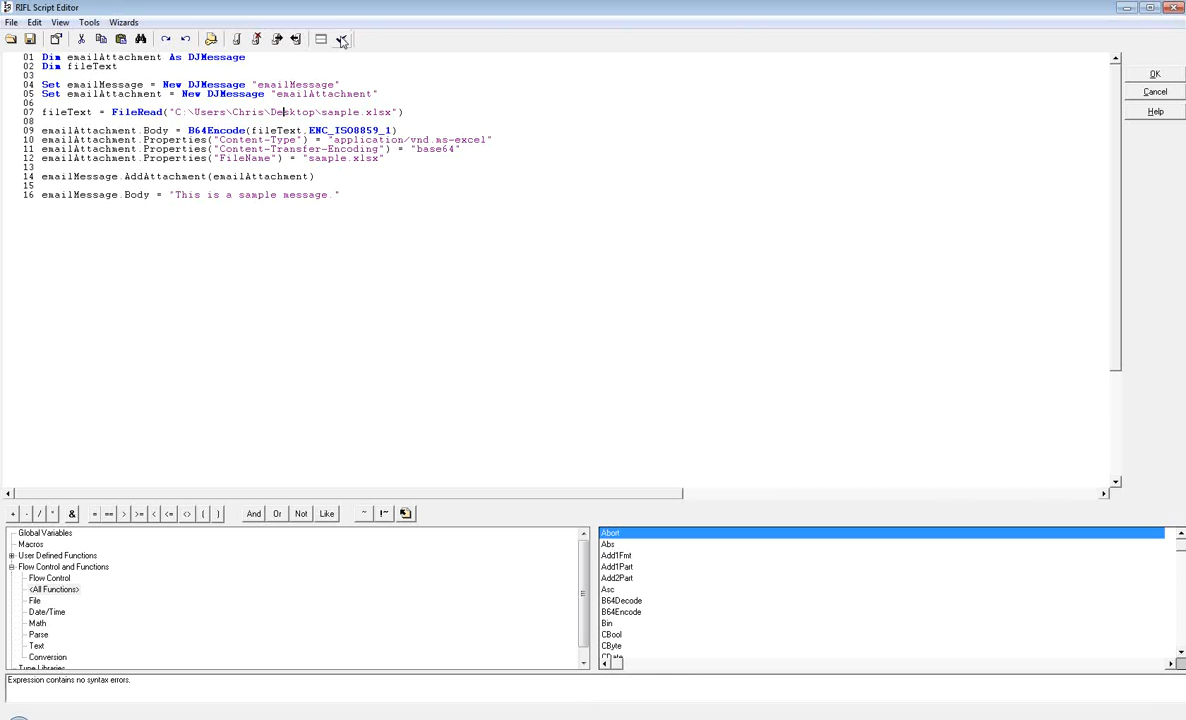 RIFL Script Editor
File Edit View Tools Wizards
01 Dim emailAttachment As DJMessage
02 Dim fileText
03
04 Set emailMessage = New DJMessage "emailMessage"
05 Set emailAttachment = New DJMessage "emailAttachment"
06
07 fileText = FileRead("C:\Users\Chris\Desktop\sample.xlsx")
08
09 emailAttachment.Body = B64Encode(fileText,ENC_ISO8859_1)
10 emailAttachment.Properties("Content-Type") = "application/vnd.ms-excel"
11 emailAttachment.Properties("Content-Transfer-Encoding") = "base64"
12 emailAttachment.Properties("FileName") = "sample.xlsx"
13
14 emailMessage.AddAttachment(emailAttachment)
15
16 emailMessage.Body = "This is a sample message."
OK
Cancel
Help
+ - / * & = == > >= < <= <> ( ) And Or Not Like ~ !~
Global Variables
Macros
User Defined Functions
Flow Control and Functions
Flow Control
<All Functions>
File
Date/Time
Math
Parse
Text
Conversion
Type Libraries
Abort
Abs
Add1Fmt
Add1Part
Add2Part
Asc
B64Decode
B64Encode
Bin
CBool
CByte
CDate
Expression contains no syntax errors.